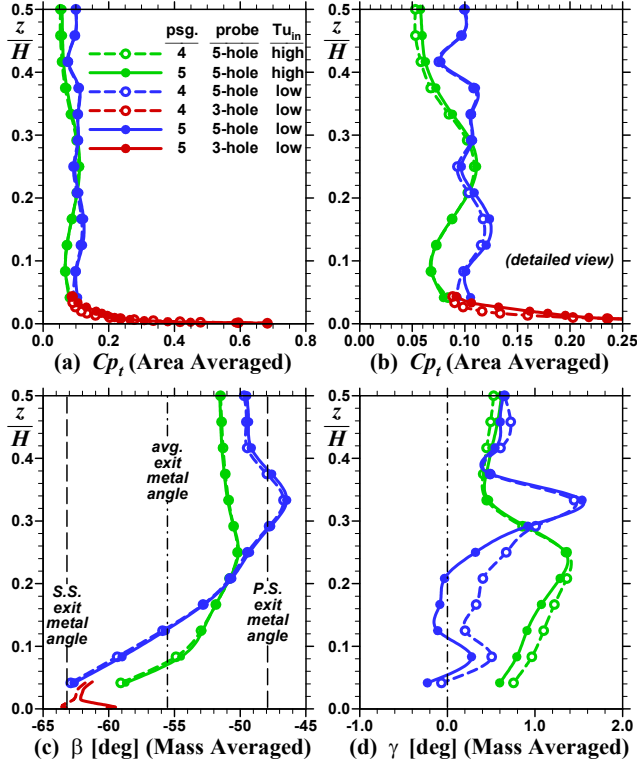 z/H
0.5
0.4
0.3
0.2
0.1
0.0
psg. probe Tu_in
4 5-hole high
5 5-hole high
4 5-hole low
4 3-hole low
5 5-hole low
5 3-hole low
0.0 0.2 0.4 0.6 0.8
(a) Cp_t (Area Averaged)
z/H
0.5
0.4
0.3
0.2
0.1
0.0
(detailed view)
0.00 0.05 0.10 0.15 0.20 0.25
(b) Cp_t (Area Averaged)
z/H
0.5
0.4
0.3
0.2
0.1
0.0
avg.
exit
metal
angle
S.S.
exit
metal
angle
P.S.
exit
metal
angle
-65 -60 -55 -50 -45
(c) β [deg] (Mass Averaged)
z/H
0.5
0.4
0.3
0.2
0.1
0.0
-1.0 0.0 1.0 2.0
(d) γ [deg] (Mass Averaged)